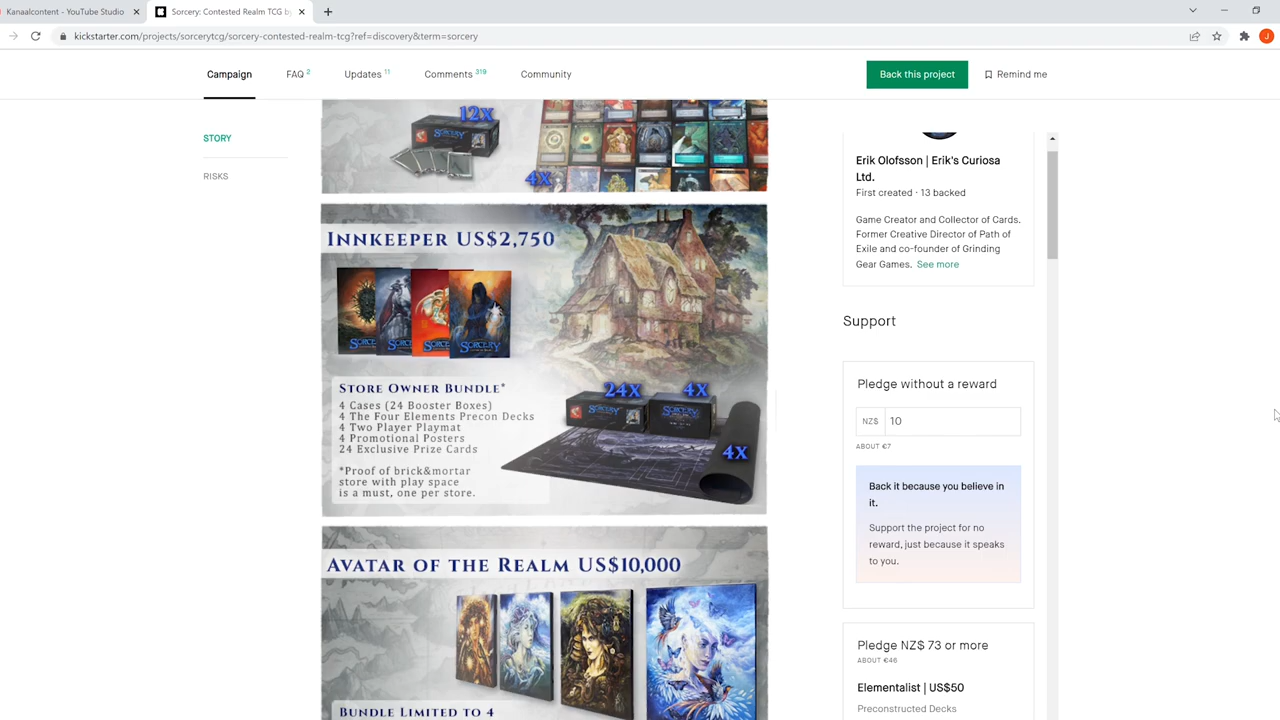 Kanaalcontent - YouTube Studio
Sorcery: Contested Realm TCG by
kickstarter.com/projects/sorcerytcg/sorcery-contested-realm-tcg?ref=discovery&term=sorcery
J
Campaign
FAQ 2
Updates 11
Comments 319
Community
Back this project
Remind me
STORY
RISKS
12X
SORCERY
4X
INNKEEPER US$2,750
SORCERY
STORE OWNER BUNDLE*
4 Cases (24 Booster Boxes)
4 The Four Elements Precon Decks
4 Two Player Playmat
4 Promotional Posters
24 Exclusive Prize Cards
*Proof of brick&mortar
store with play space
is a must, one per store.
24X
4X
SORCERY
SORCERY
4X
AVATAR OF THE REALM US$10,000
BUNDLE LIMITED TO 4
Erik Olofsson | Erik's Curiosa
Ltd.
First created · 13 backed
Game Creator and Collector of Cards.
Former Creative Director of Path of
Exile and co-founder of Grinding
Gear Games. See more
Support
Pledge without a reward
NZ$ 10
ABOUT €7
Back it because you believe in
it.
Support the project for no
reward, just because it speaks
to you.
Pledge NZ$ 73 or more
ABOUT €46
Elementalist | US$50
Preconstructed Decks